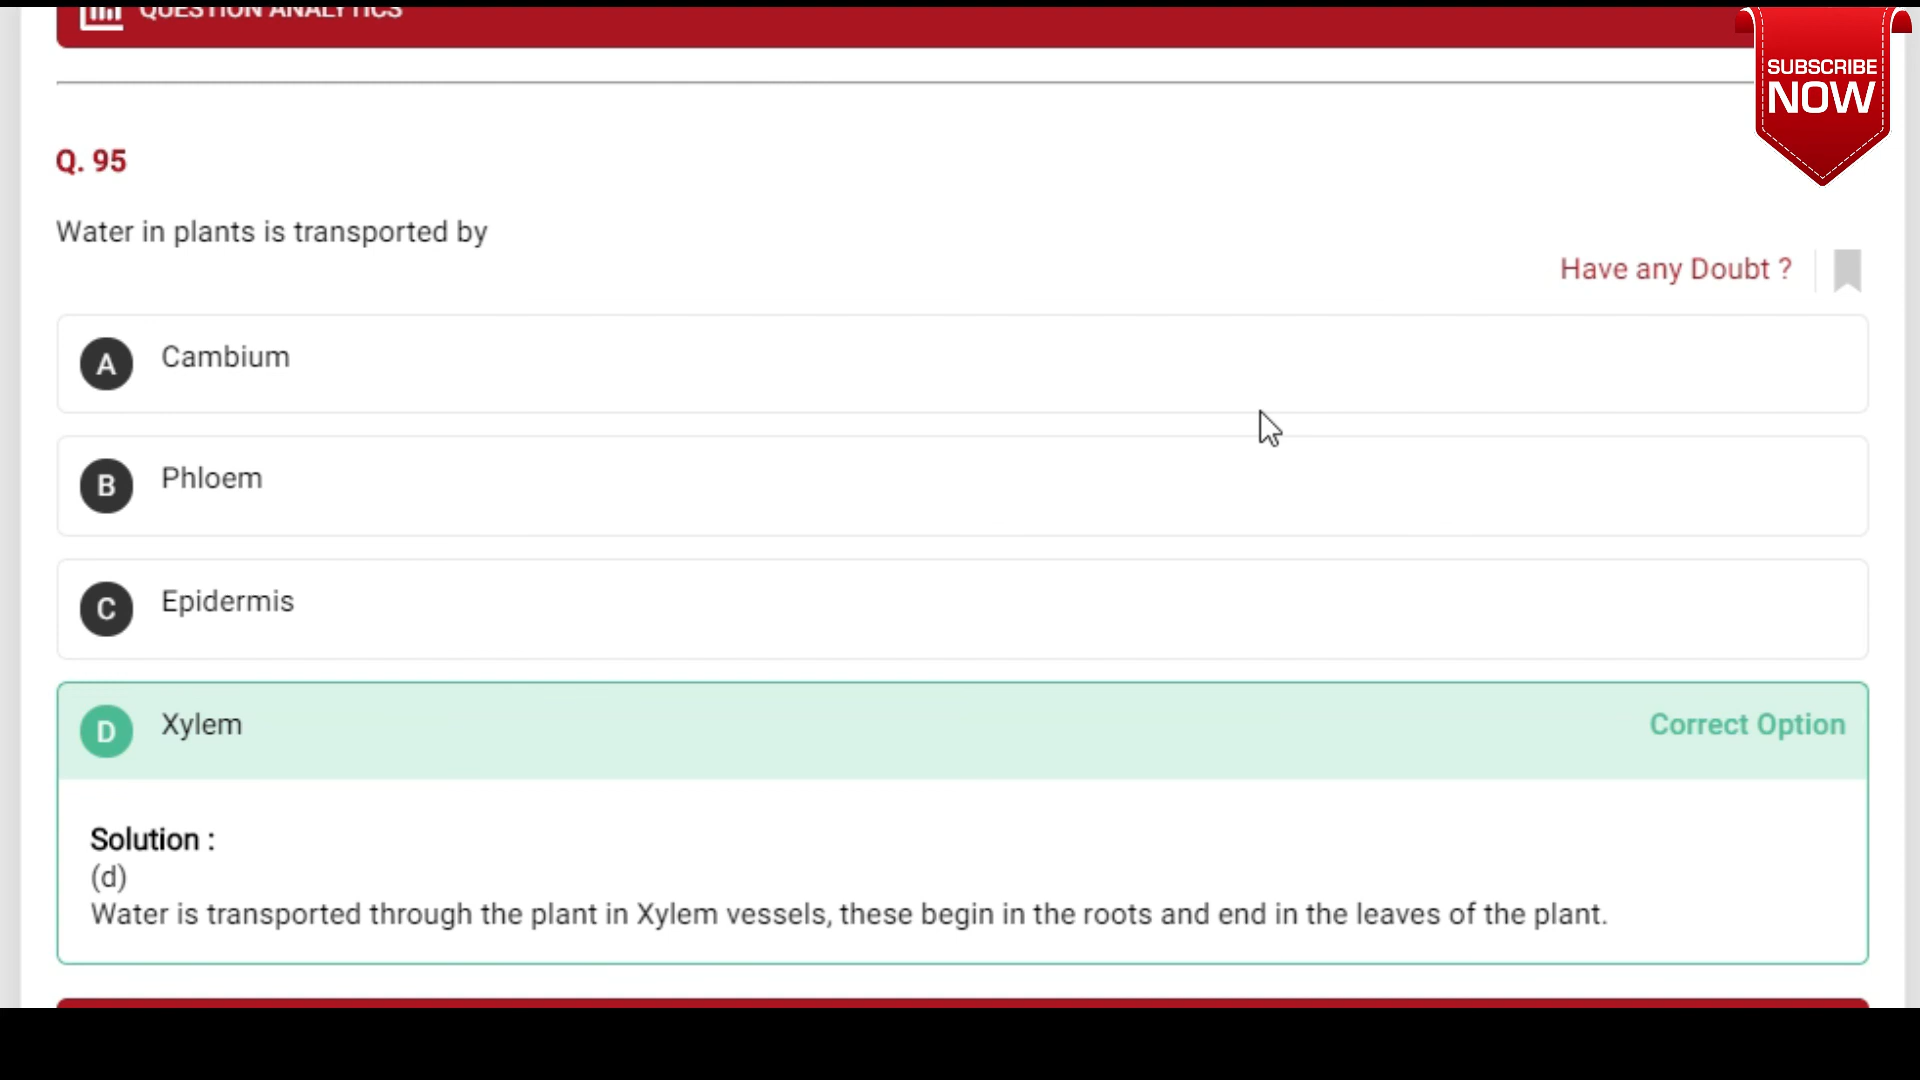 QUESTION ANALYTICS
SUBSCRIBE
NOW
Q. 95
Water in plants is transported by
Have any Doubt ?
A Cambium
B Phloem
C Epidermis
D Xylem Correct Option
Solution :
(d)
Water is transported through the plant in Xylem vessels, these begin in the roots and end in the leaves of the plant.